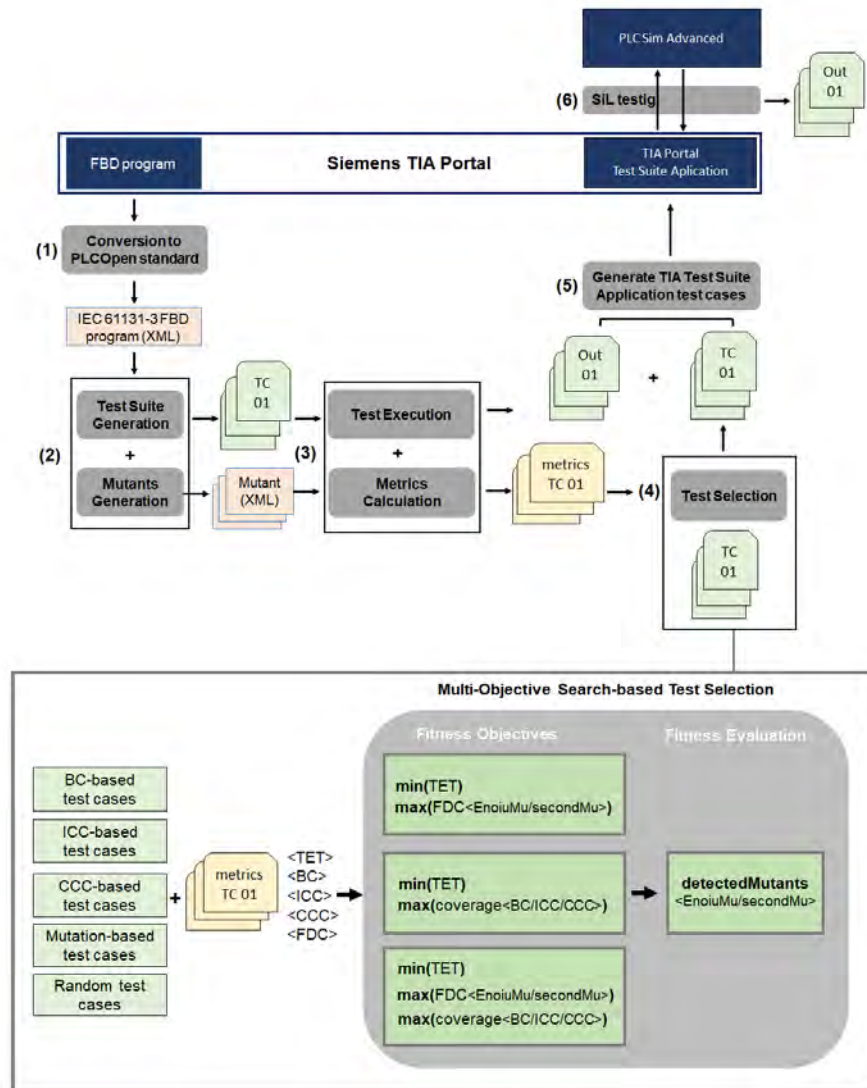 PLCSim Advanced
(6)
SiL testig
Out
01
FBD program
Siemens TIA Portal
TIA Portal
Test Suite Aplication
(1)
Conversion to
PLCOpen standard
(5)
Generate TIA Test Suite
Application test cases
IEC 61131-3 FBD
program (XML)
Out
01
+
TC
01
(2)
Test Suite
Generation
+
Mutants
Generation
TC
01
Mutant
(XML)
(3)
Test Execution
+
Metrics
Calculation
metrics
TC 01
(4)
Test Selection
TC
01
Multi-Objective Search-based Test Selection
Fitness Objectives
Fitness Evaluation
BC-based
test cases
ICC-based
test cases
CCC-based
test cases
Mutation-based
test cases
Random test
cases
+
metrics
TC 01
<TET>
<BC>
<ICC>
<CCC>
<FDC>
min(TET)
max(FDC<EnoiuMu/secondMu>)
min(TET)
max(coverage<BC/ICC/CCC>)
min(TET)
max(FDC<EnoiuMu/secondMu>)
max(coverage<BC/ICC/CCC>)
detectedMutants
<EnoiuMu/secondMu>